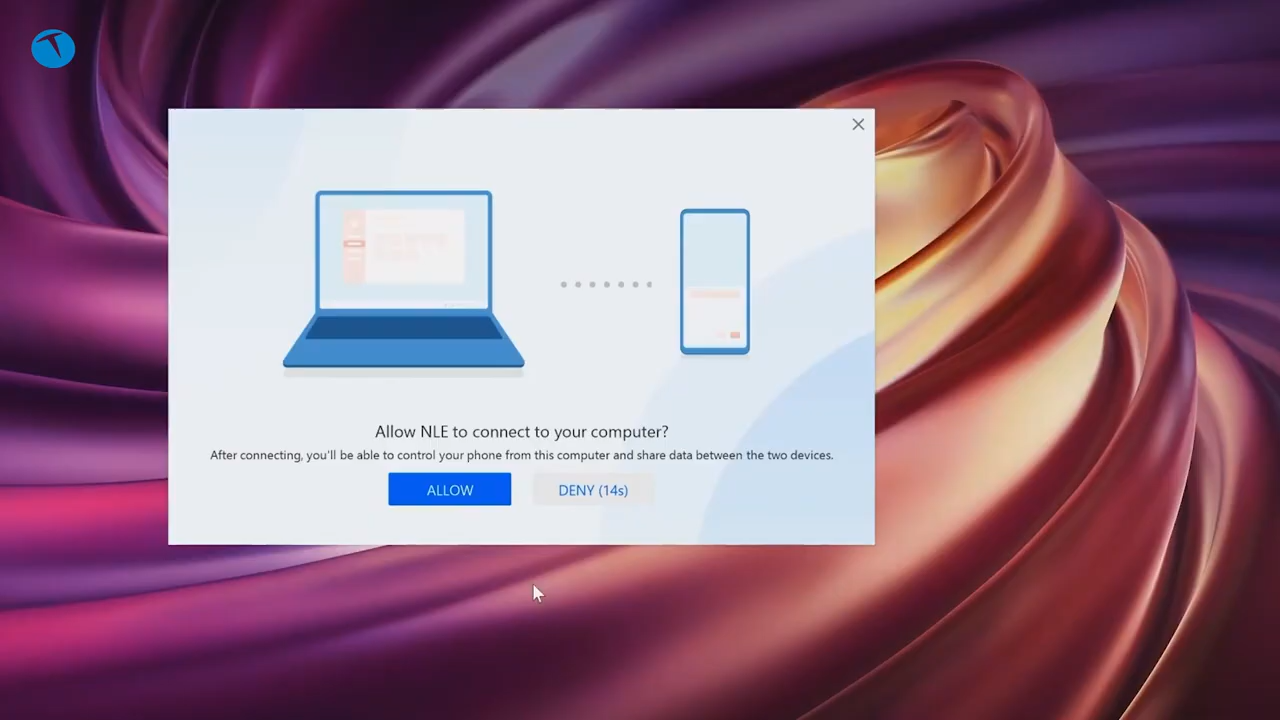 Allow NLE to connect to your computer?
After connecting, you'll be able to control your phone from this computer and share data between the two devices.
ALLOW
DENY (14s)